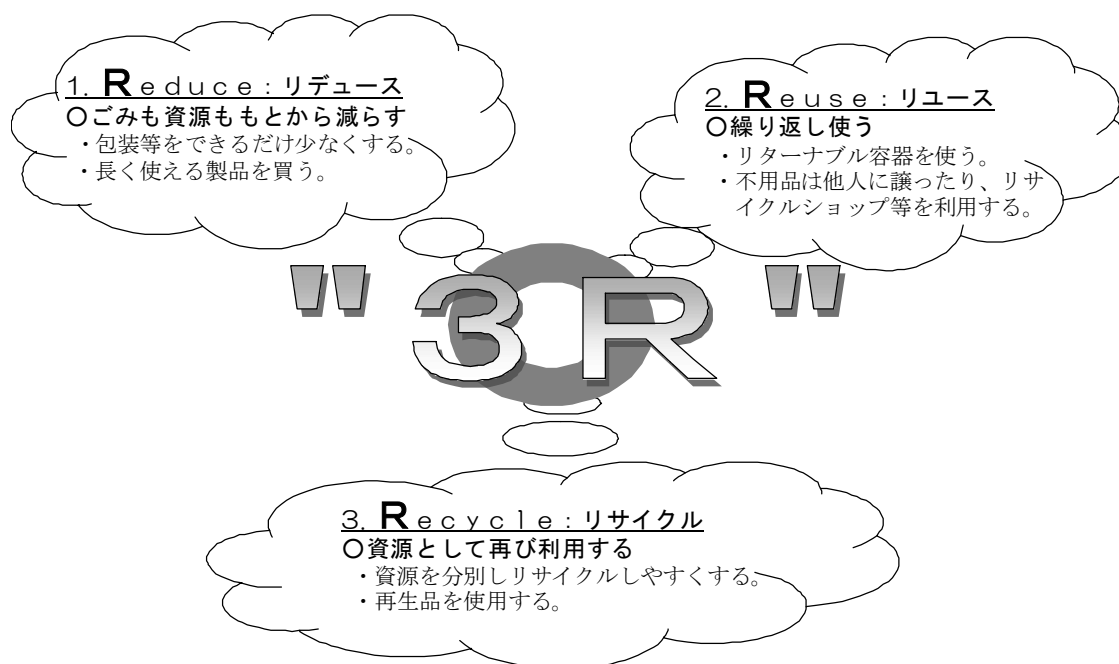 1. Reduce：リデュース
○ごみも資源ももとから減らす
・包装等をできるだけ少なくする。
・長く使える製品を買う。
2. Reuse：リユース
○繰り返し使う
・リターナブル容器を使う。
・不用品は他人に譲ったり、リサ
イクルショップ等を利用する。
"３Ｒ"
3. Recycle：リサイクル
○資源として再び利用する
・資源を分別しリサイクルしやすくする。
・再生品を使用する。